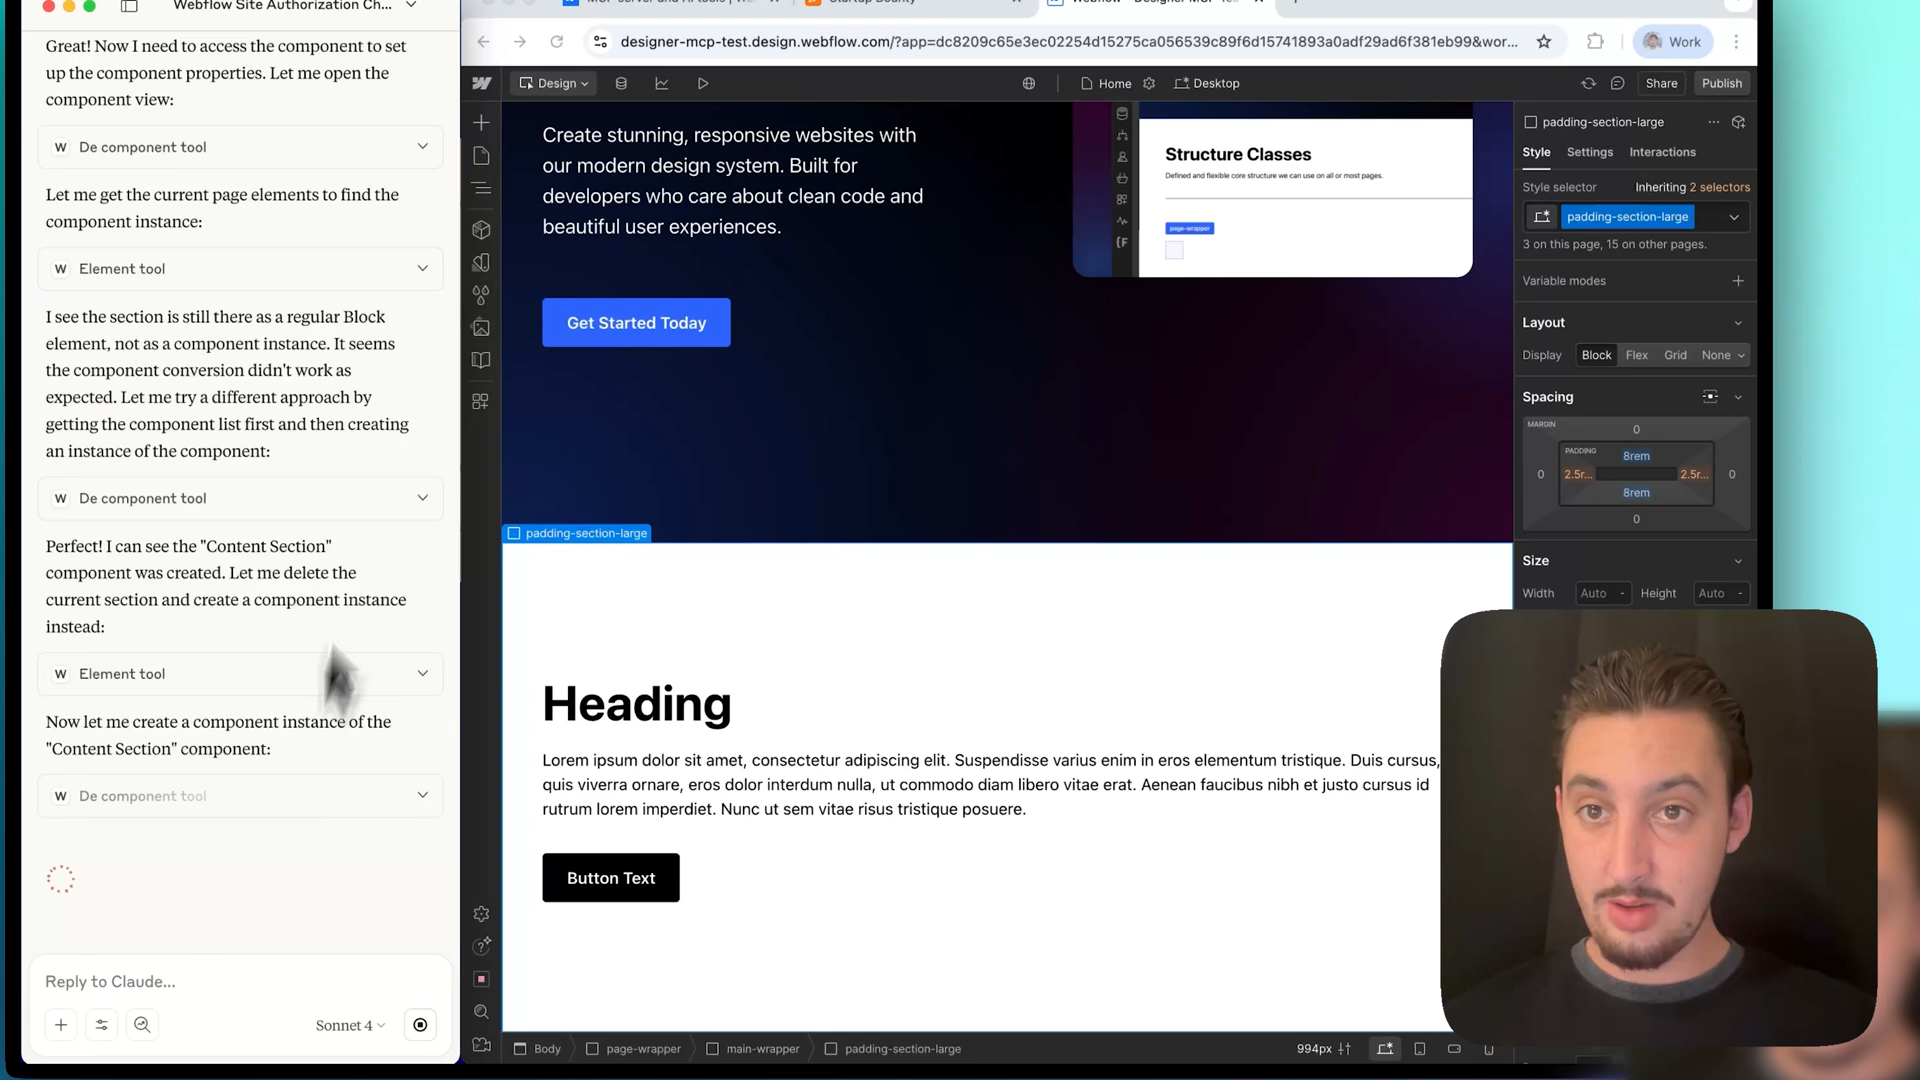 Webflow Site Authorization Ch...
Great! Now I need to access the component to set
up the component properties. Let me open the
component view:
W De component tool
Let me get the current page elements to find the
component instance:
W Element tool
I see the section is still there as a regular Block
element, not as a component instance. It seems
the component conversion didn't work as
expected. Let me try a different approach by
getting the component list first and then creating
an instance of the component:
W De component tool
Perfect! I can see the "Content Section"
component was created. Let me delete the
current section and create a component instance
instead:
W Element tool
Now let me create a component instance of the
"Content Section" component:
W De component tool
Reply to Claude...
Sonnet 4
designer-mcp-test.design.webflow.com/?app=dc8209c65e3ec02254d15275ca056539c89f6d15741893a0adf29ad6f381eb99&wor...
Work
Design
Home
Desktop
Share
Publish
Create stunning, responsive websites with
our modern design system. Built for
developers who care about clean code and
beautiful user experiences.
Get Started Today
Structure Classes
Defined and flexible core structure we can use on all or most pages.
page-wrapper
padding-section-large
Heading
Lorem ipsum dolor sit amet, consectetur adipiscing elit. Suspendisse varius enim in eros elementum tristique. Duis cursus,
quis viverra ornare, eros dolor interdum nulla, ut commodo diam libero vitae erat. Aenean faucibus nibh et justo cursus id
rutrum lorem imperdiet. Nunc ut sem vitae risus tristique posuere.
Button Text
Body
page-wrapper
main-wrapper
padding-section-large
994px
padding-section-large
Style
Settings
Interactions
Style selector
Inheriting 2 selectors
padding-section-large
3 on this page, 15 on other pages.
Variable modes
Layout
Display
Block
Flex
Grid
None
Spacing
MARGIN
0
PADDING
8rem
0
2.5r...
2.5r...
0
8rem
0
Size
Width
Auto
-
Height
Auto
-